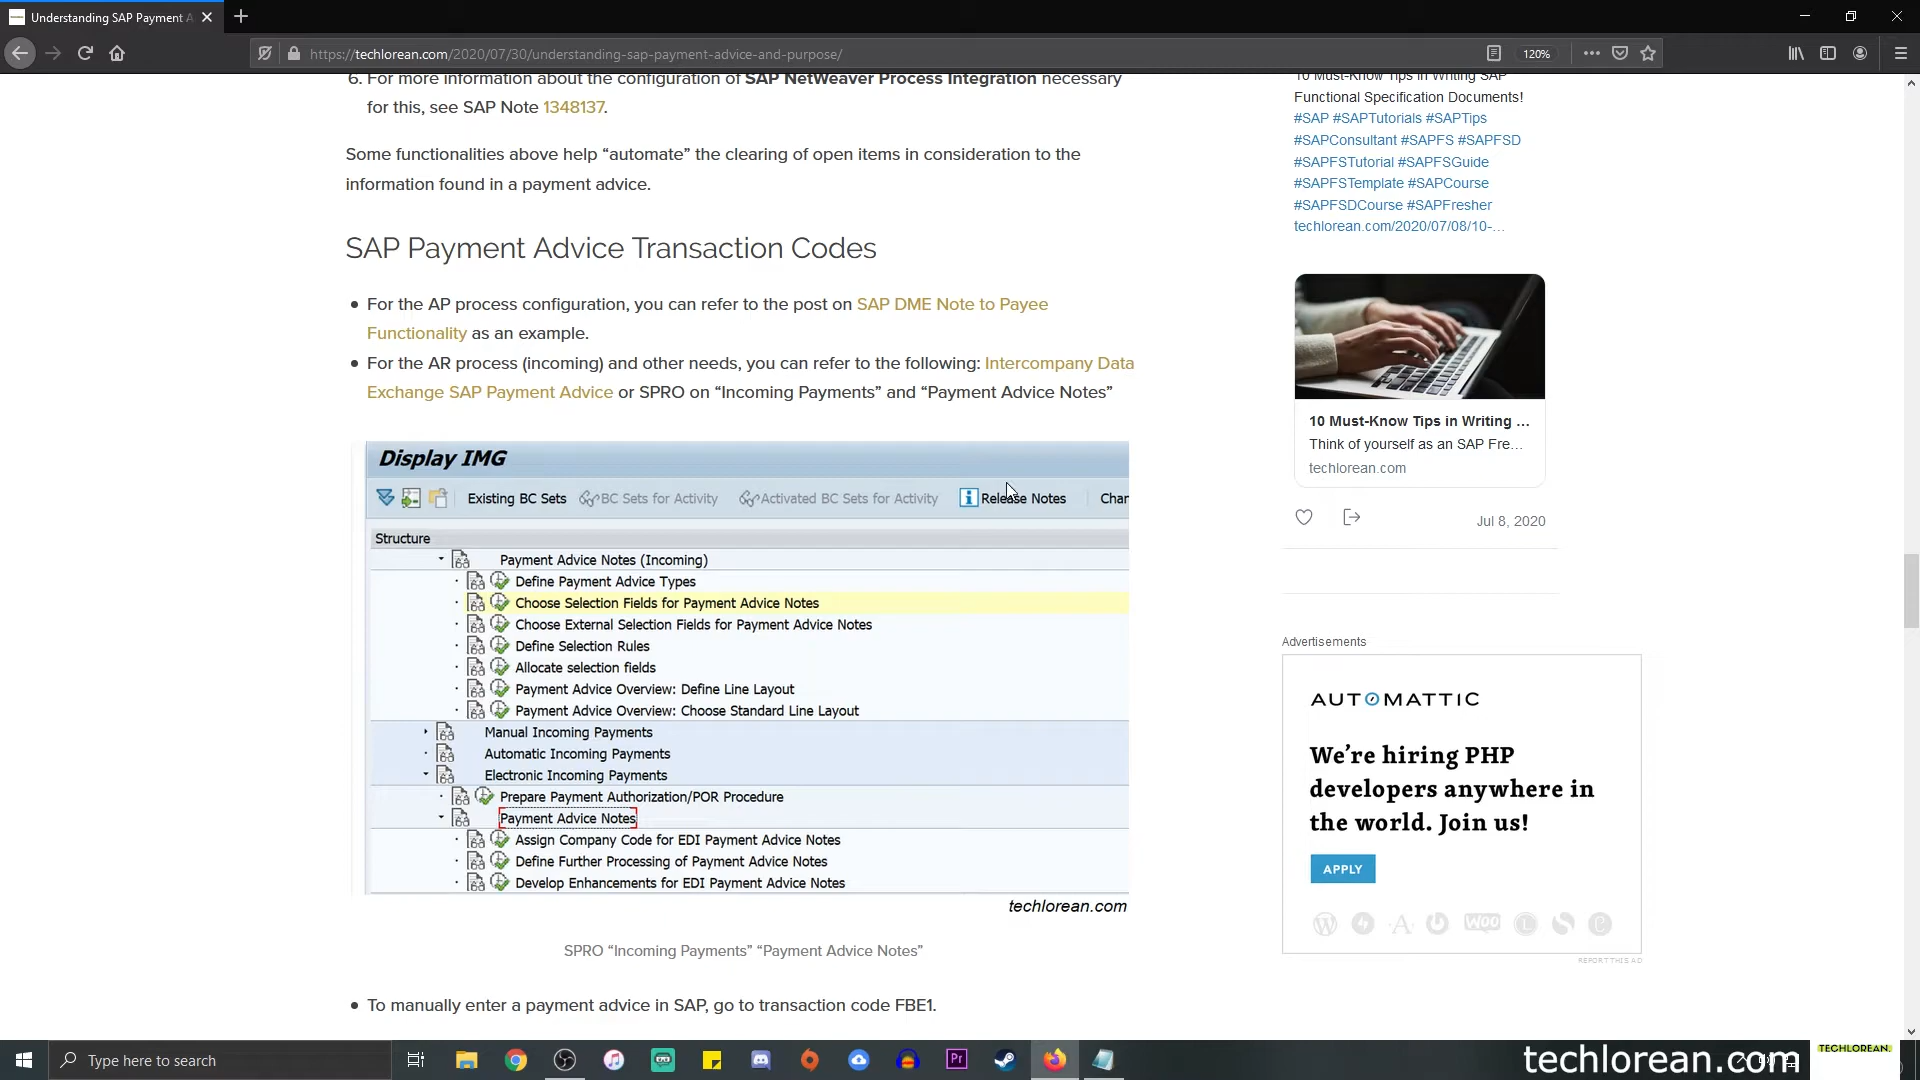 Understanding SAP Payment A
https://techlorean.com/2020/07/30/understanding-sap-payment-advice-and-purpose/
120%
6. For more information about the configuration of SAP NetWeaver Process Integration necessary
for this, see SAP Note 1348137.
Some functionalities above help “automate” the clearing of open items in consideration to the
information found in a payment advice.
SAP Payment Advice Transaction Codes
For the AP process configuration, you can refer to the post on SAP DME Note to Payee
Functionality as an example.
For the AR process (incoming) and other needs, you can refer to the following: Intercompany Data
Exchange SAP Payment Advice or SPRO on “Incoming Payments” and “Payment Advice Notes”
Display IMG
Existing BC Sets
BC Sets for Activity
Activated BC Sets for Activity
Release Notes
Chan
Structure
Payment Advice Notes (Incoming)
Define Payment Advice Types
Choose Selection Fields for Payment Advice Notes
Choose External Selection Fields for Payment Advice Notes
Define Selection Rules
Allocate selection fields
Payment Advice Overview: Define Line Layout
Payment Advice Overview: Choose Standard Line Layout
Manual Incoming Payments
Automatic Incoming Payments
Electronic Incoming Payments
Prepare Payment Authorization/POR Procedure
Payment Advice Notes
Assign Company Code for EDI Payment Advice Notes
Define Further Processing of Payment Advice Notes
Develop Enhancements for EDI Payment Advice Notes
techlorean.com
SPRO “Incoming Payments” “Payment Advice Notes”
To manually enter a payment advice in SAP, go to transaction code FBE1.
10 Must-Know Tips in Writing SAP
Functional Specification Documents!
#SAP #SAPTutorials #SAPTips
#SAPConsultant #SAPFS #SAPFSD
#SAPFSTutorial #SAPFSGuide
#SAPFSTemplate #SAPCourse
#SAPFSDCourse #SAPFresher
techlorean.com/2020/07/08/10-…
10 Must-Know Tips in Writing ...
Think of yourself as an SAP Fre...
techlorean.com
Jul 8, 2020
Advertisements
AUTOMATTIC
We’re hiring PHP
developers anywhere in
the world. Join us!
APPLY
WOO
REPORT THIS AD
Type here to search
Pr
techlorean.com
TECHLOREAN.